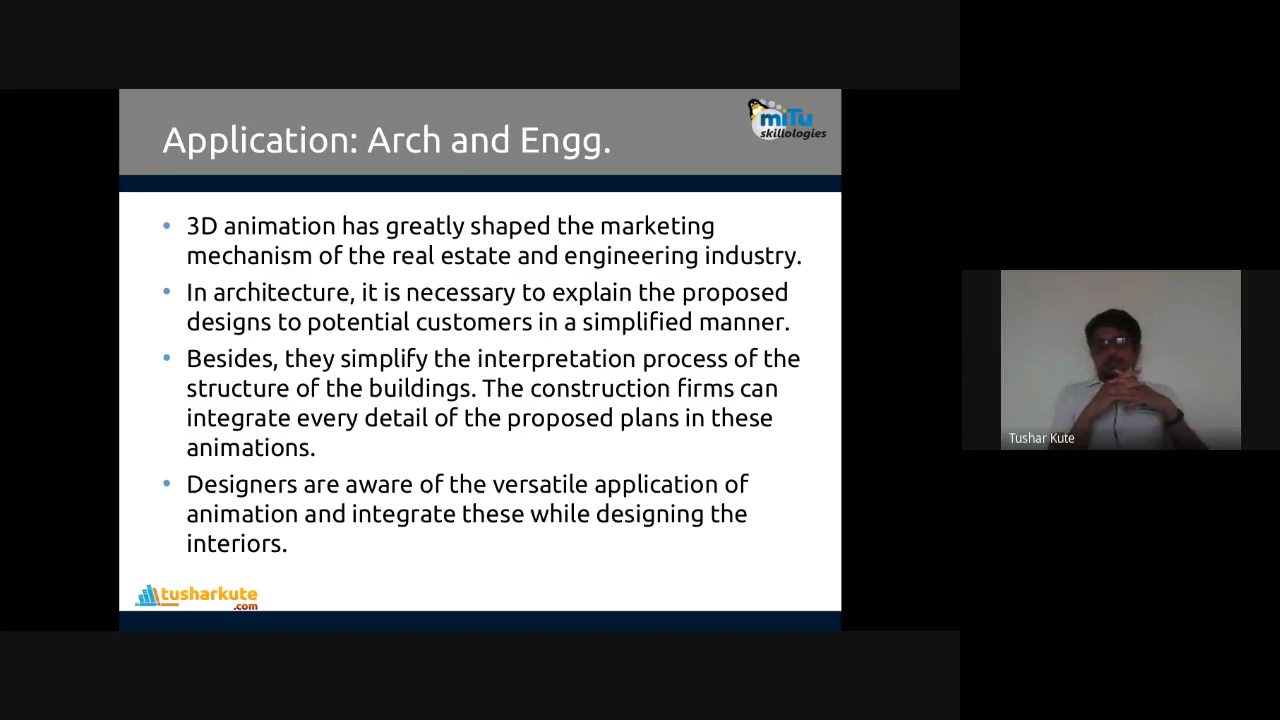 Application: Arch and Engg.
miTu
skillologies
• 3D animation has greatly shaped the marketing
mechanism of the real estate and engineering industry.
• In architecture, it is necessary to explain the proposed
designs to potential customers in a simplified manner.
• Besides, they simplify the interpretation process of the
structure of the buildings. The construction firms can
integrate every detail of the proposed plans in these
animations.
• Designers are aware of the versatile application of
animation and integrate these while designing the
interiors.
tusharkute
.com
Tushar Kute